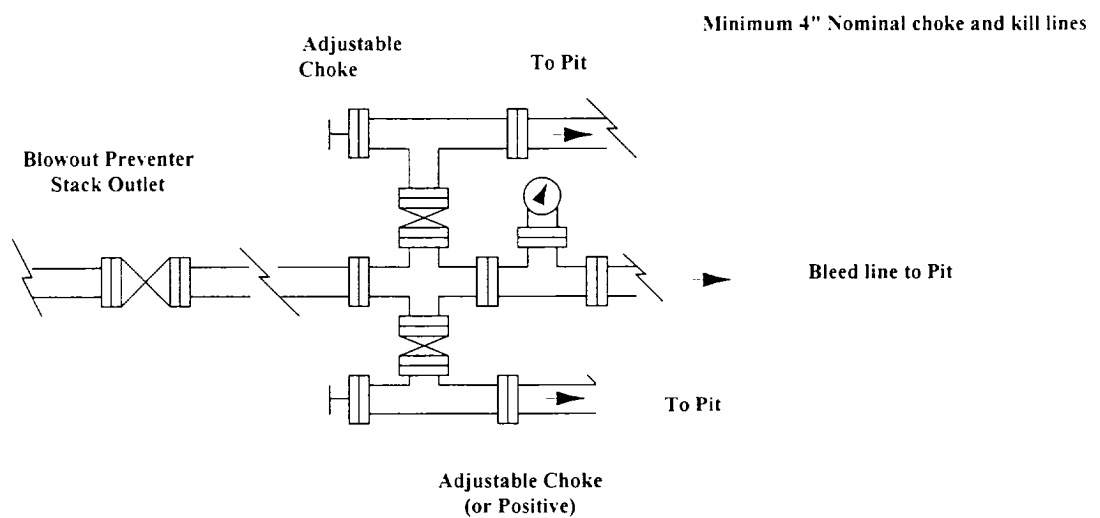 Minimum 4" Nominal choke and kill lines
Adjustable
Choke
To Pit
Blowout Preventer
Stack Outlet
Bleed line to Pit
To Pit
Adjustable Choke
(or Positive)